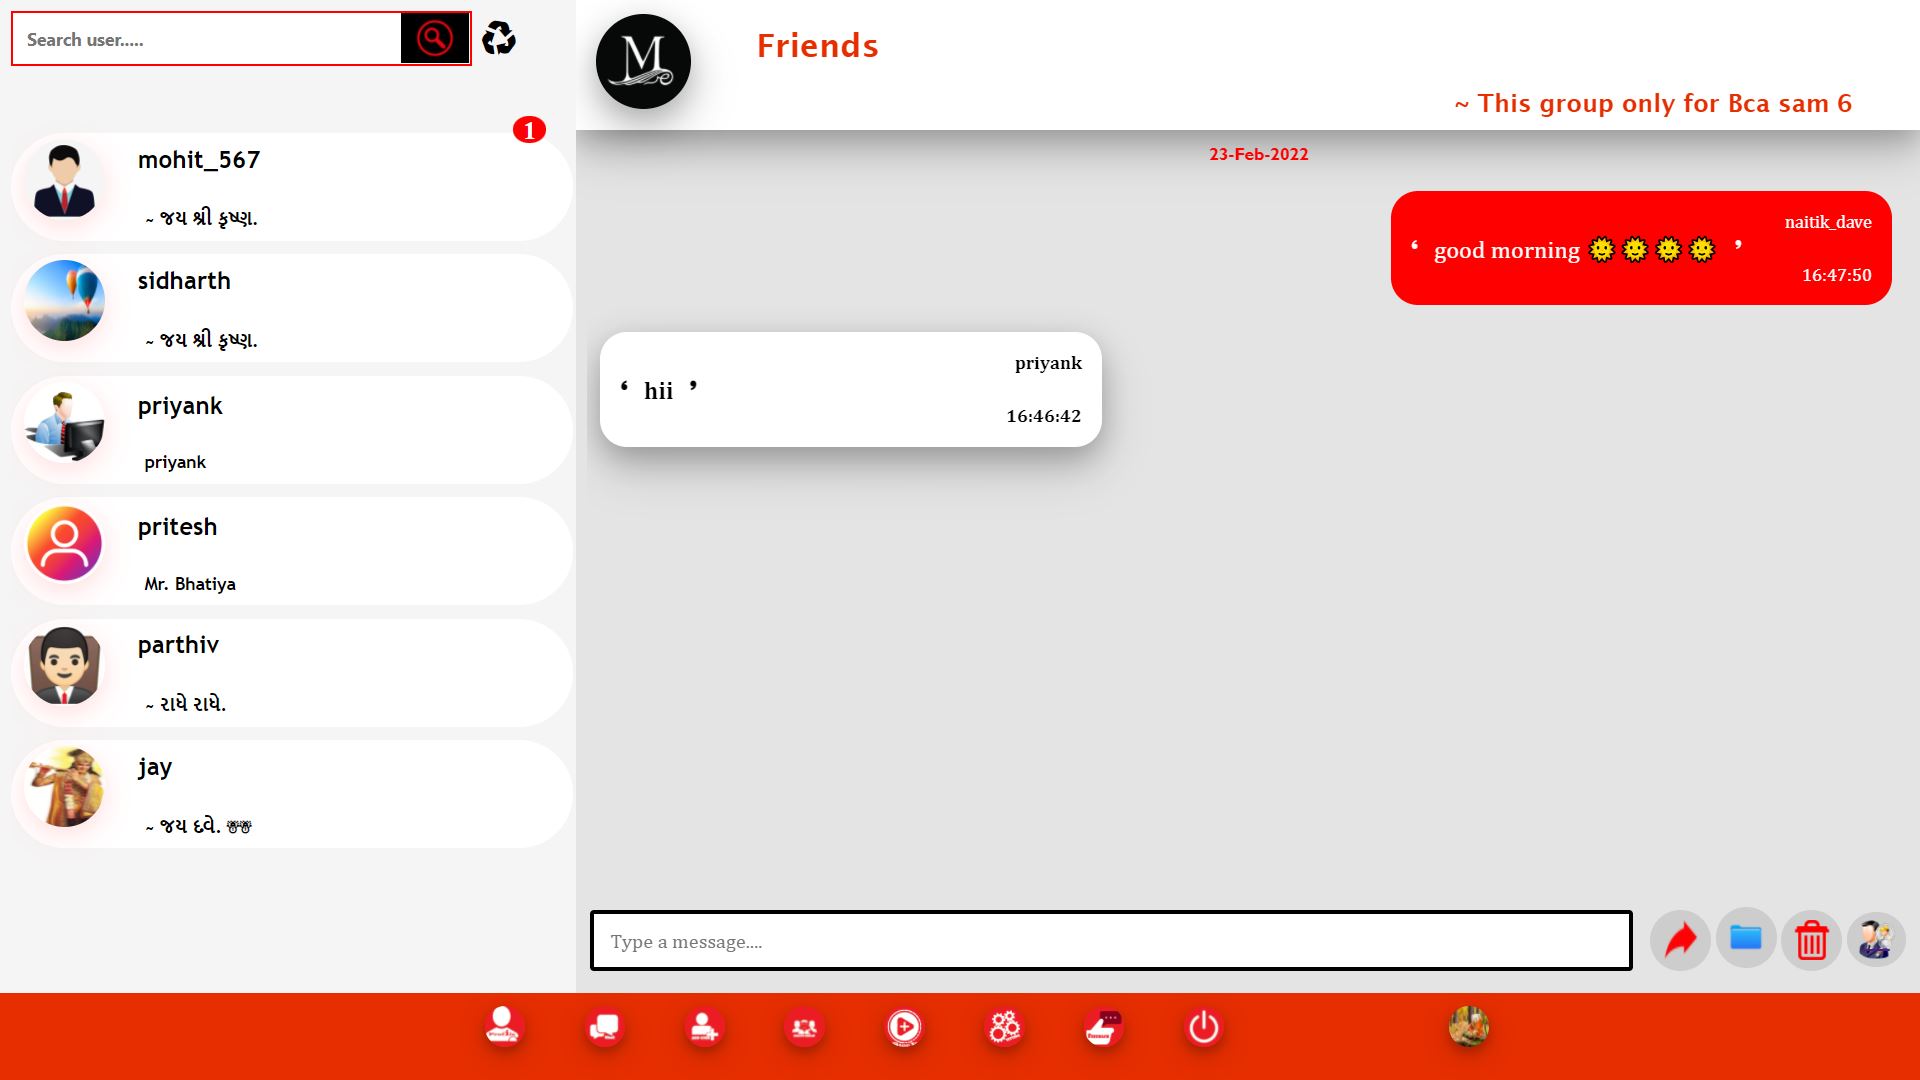 Search user.....
1
mohit_567
~ જય શ્રી કૃષ્ણ.
sidharth
~ જય શ્રી કૃષ્ણ.
priyank
priyank
pritesh
Mr. Bhatiya
parthiv
~ રાધે રાધે.
jay
~ જય દવે. ☃☃
M
Friends
~ This group only for Bca sam 6
23-Feb-2022
naitik_dave
❛ good morning 🌞 🌞 🌞 🌞 ❜
16:47:50
priyank
❛ hii ❜
16:46:42
Type a message....